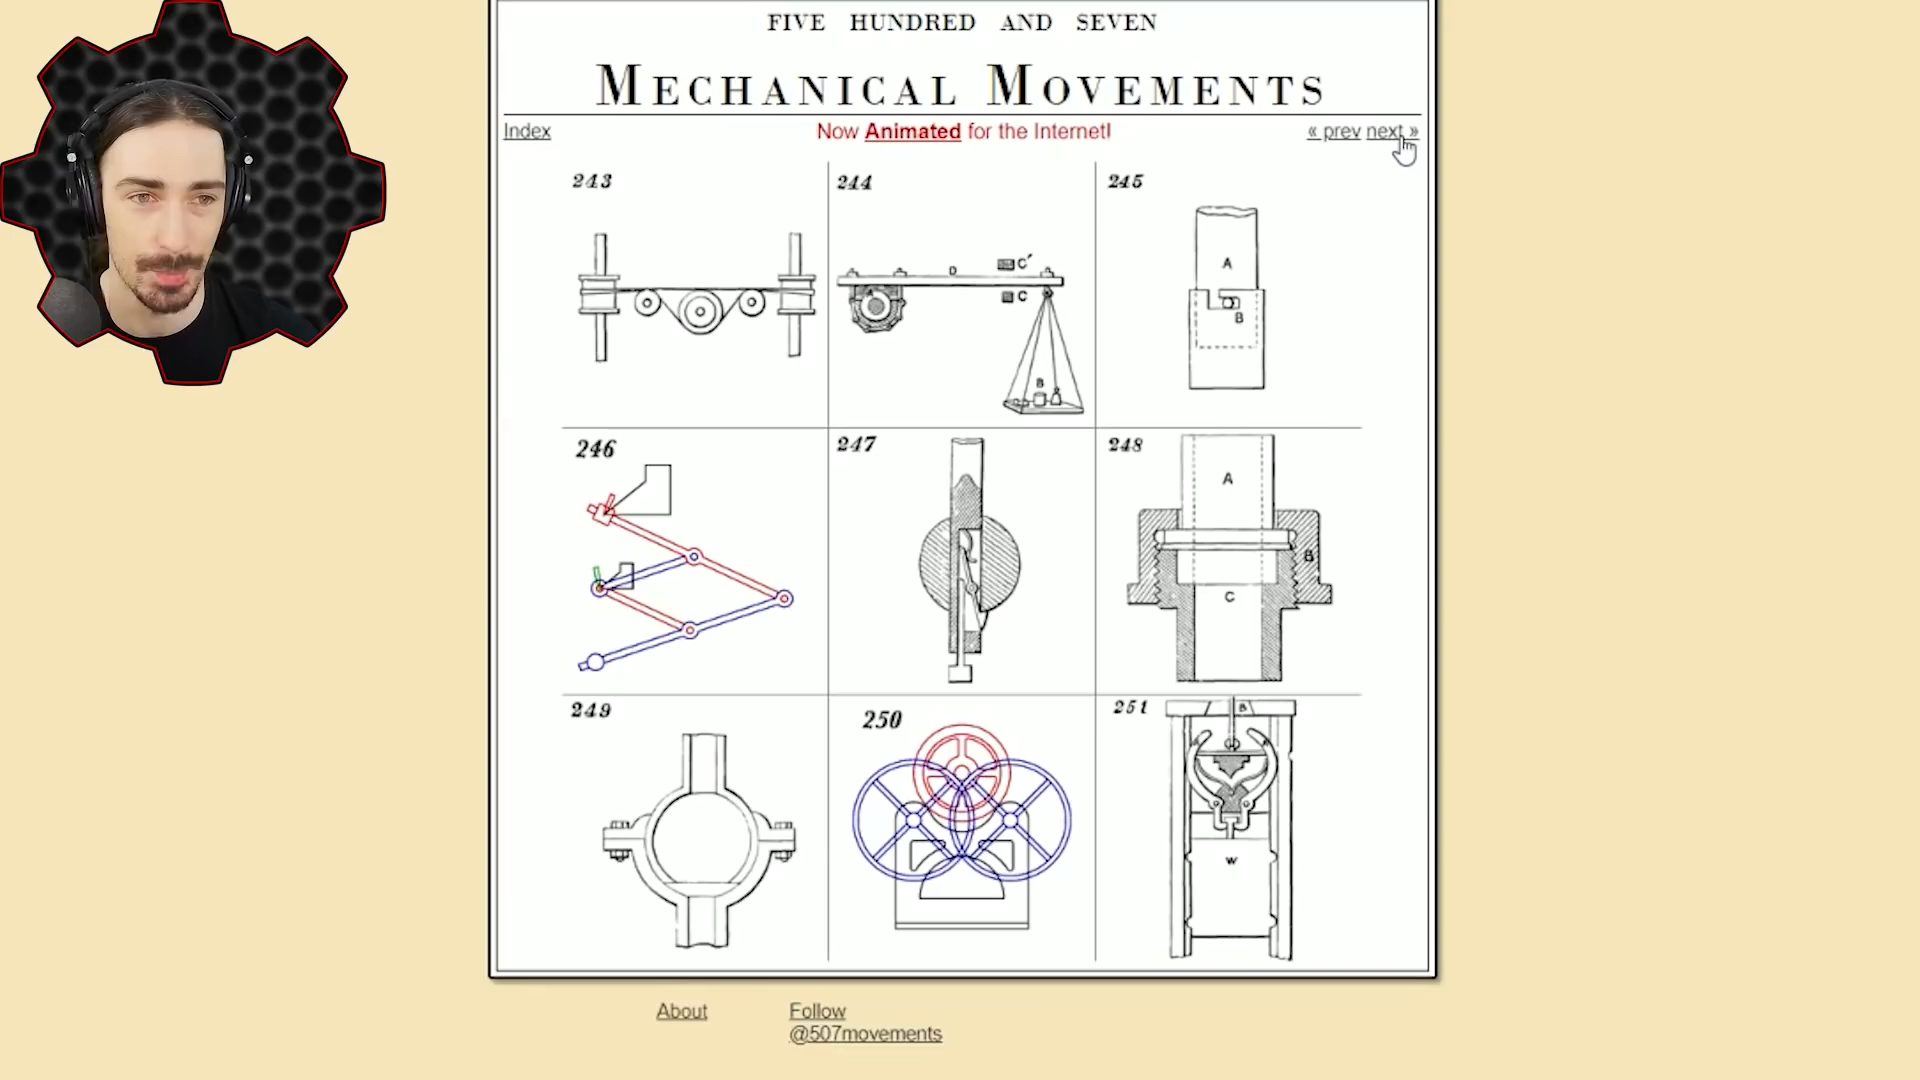 FIVE HUNDRED AND SEVEN
MECHANICAL MOVEMENTS
Index
Now Animated for the Internet!
« prev next »
243
244
245
D
C´
C
A
B
B
246
247
248
A
B
C
249
250
251
B
W
About
Follow
@507movements